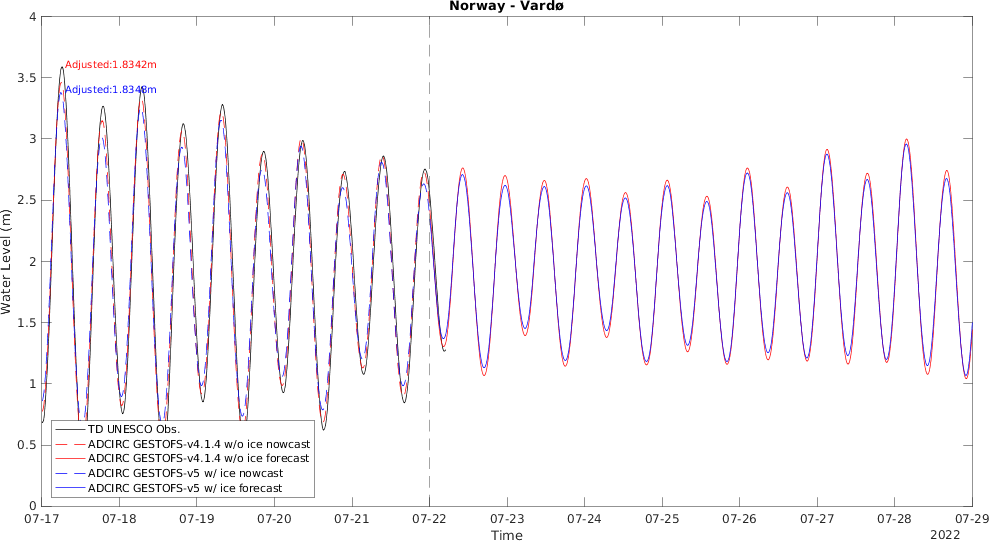 Norway - Vardø
Adjusted:1.8342m
Adjusted:1.8348m
Water Level (m)
4
3.5
3
2.5
2
1.5
1
0.5
0
TD UNESCO Obs.
ADCIRC GESTOFS-v4.1.4 w/o ice nowcast
ADCIRC GESTOFS-v4.1.4 w/o ice forecast
ADCIRC GESTOFS-v5 w/ ice nowcast
ADCIRC GESTOFS-v5 w/ ice forecast
07-17 07-18 07-19 07-20 07-21 07-22 07-23 07-24 07-25 07-26 07-27 07-28 07-29
Time
2022